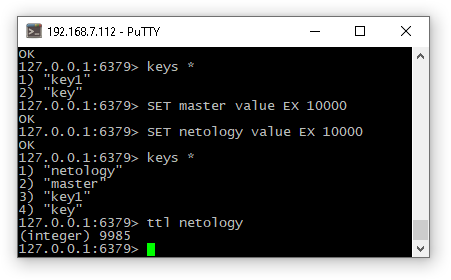 192.168.7.112 - PuTTY
OK
127.0.0.1:6379> keys *
1) "key1"
2) "key"
127.0.0.1:6379> SET master value EX 10000
OK
127.0.0.1:6379> SET netology value EX 10000
OK
127.0.0.1:6379> keys *
1) "netology"
2) "master"
3) "key1"
4) "key"
127.0.0.1:6379> ttl netology
(integer) 9985
127.0.0.1:6379>